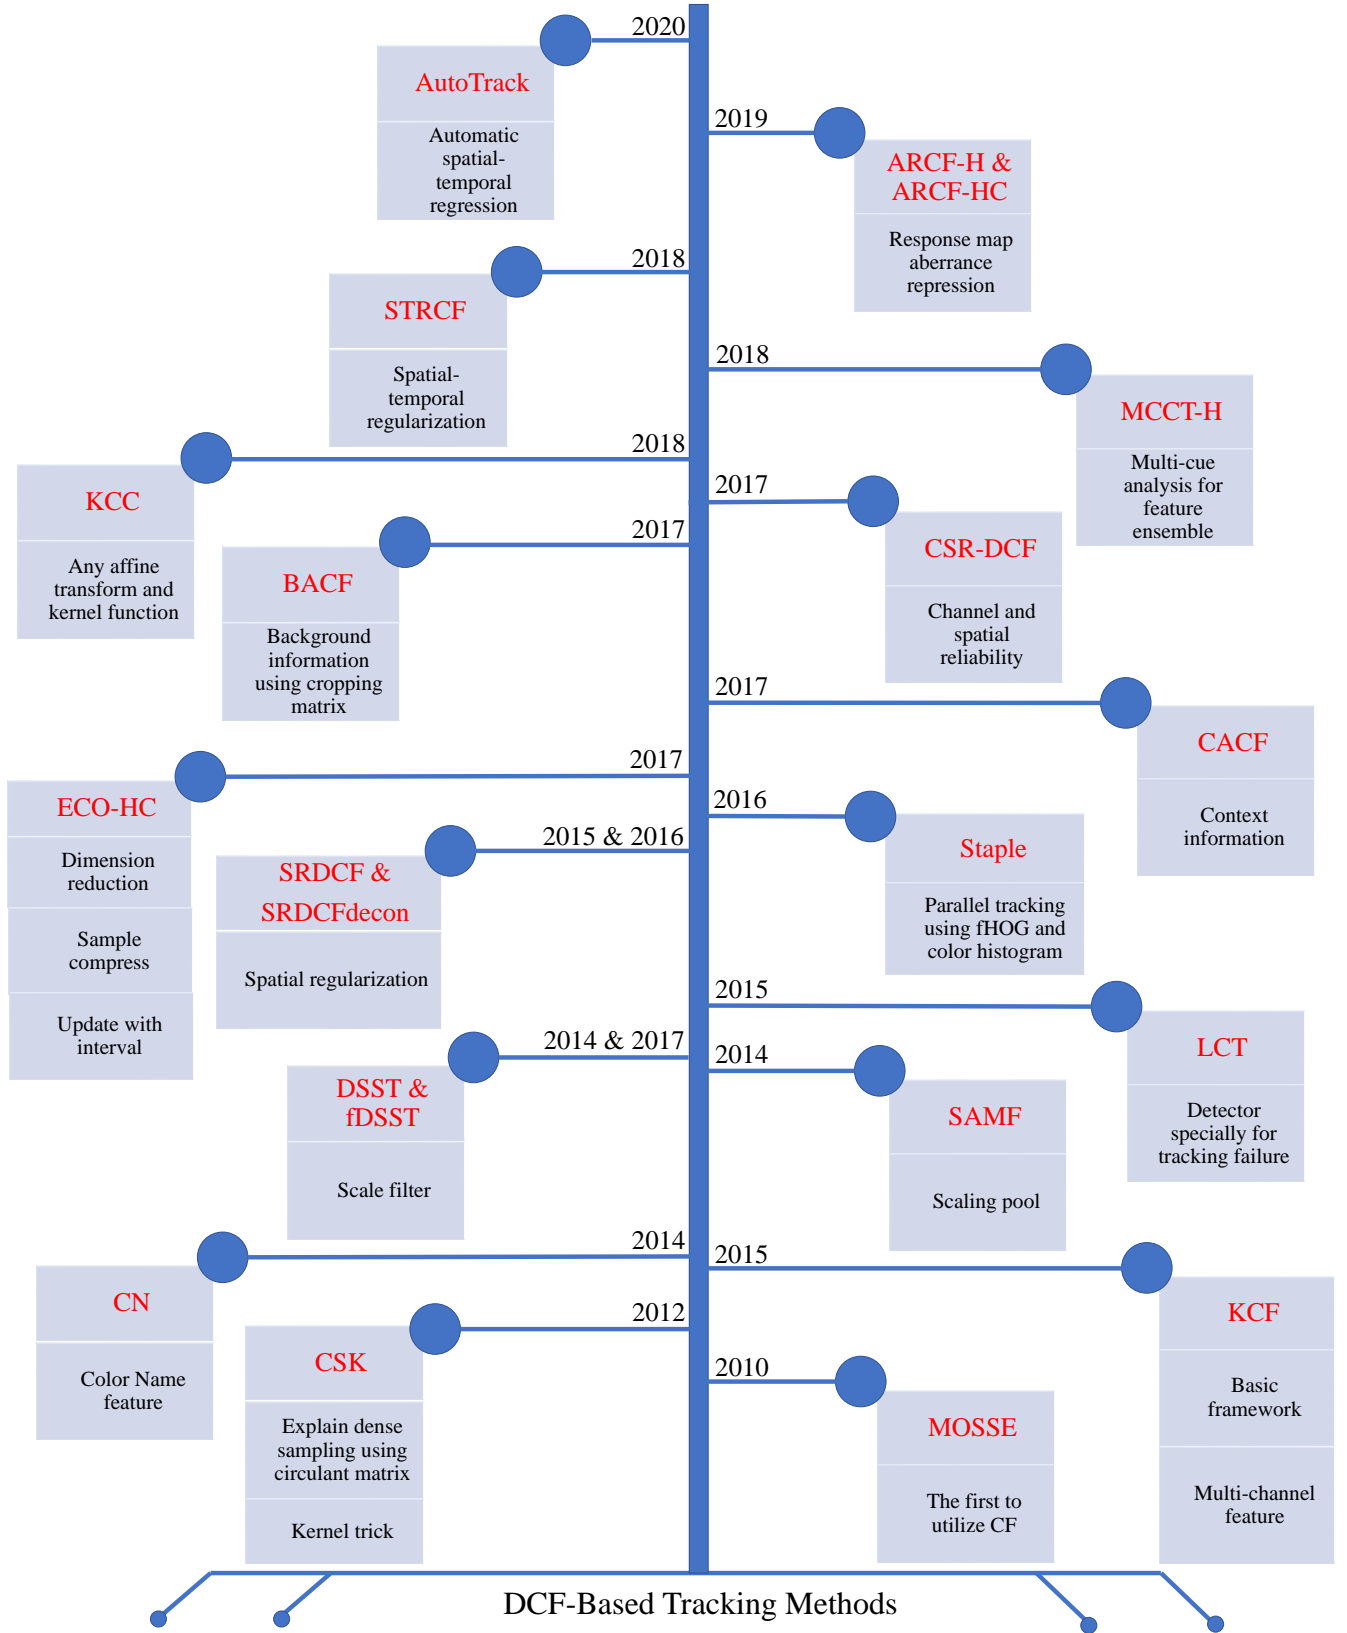 2020
AutoTrack
Automatic
spatial-
temporal
regression
2019
ARCF-H &
ARCF-HC
Response map
aberrance
repression
2018
STRCF
Spatial-
temporal
regularization
2018
MCCT-H
Multi-cue
analysis for
feature
ensemble
2018
KCC
Any affine
transform and
kernel function
2017
CSR-DCF
Channel and
spatial
reliability
2017
BACF
Background
information
using cropping
matrix
2017
CACF
Context
information
2017
ECO-HC
Dimension
reduction
Sample
compress
Update with
interval
2016
Staple
Parallel tracking
using fHOG and
color histogram
2015 & 2016
SRDCF &
SRDCFdecon
Spatial regularization
2015
LCT
Detector
specially for
tracking failure
2014 & 2017
DSST &
fDSST
Scale filter
2014
SAMF
Scaling pool
2014
CN
Color Name
feature
2015
KCF
Basic
framework
Multi-channel
feature
2012
CSK
Explain dense
sampling using
circulant matrix
Kernel trick
2010
MOSSE
The first to
utilize CF
DCF-Based Tracking Methods